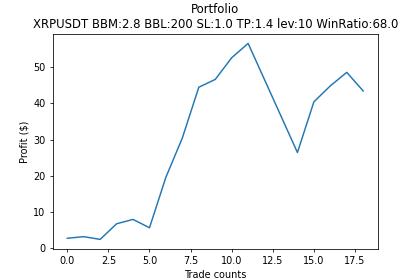 Portfolio
XRPUSDT BBM:2.8 BBL:200 SL:1.0 TP:1.4 lev:10 WinRatio:68.0
50
40
30
20
10
0
Profit ($)
0.0 2.5 5.0 7.5 10.0 12.5 15.0 17.5
Trade counts